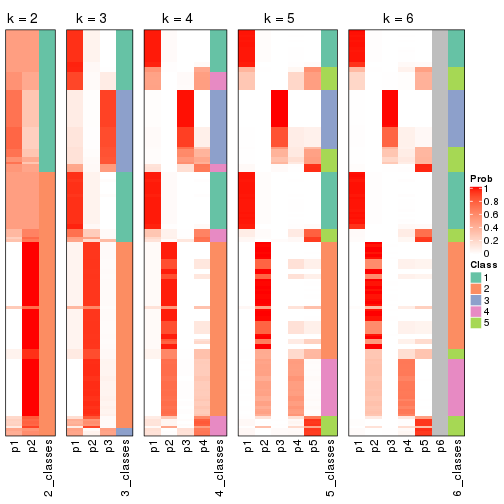 k = 2 k = 3 k = 4 k = 5 k = 6
Prob
1
0.8
0.6
0.4
0.2
0
Class
1
2
3
4
5
p1 p2 2_classes p1 p2 p3 3_classes p1 p2 p3 p4 4_classes p1 p2 p3 p4 p5 5_classes p1 p2 p3 p4 p5 p6 6_classes